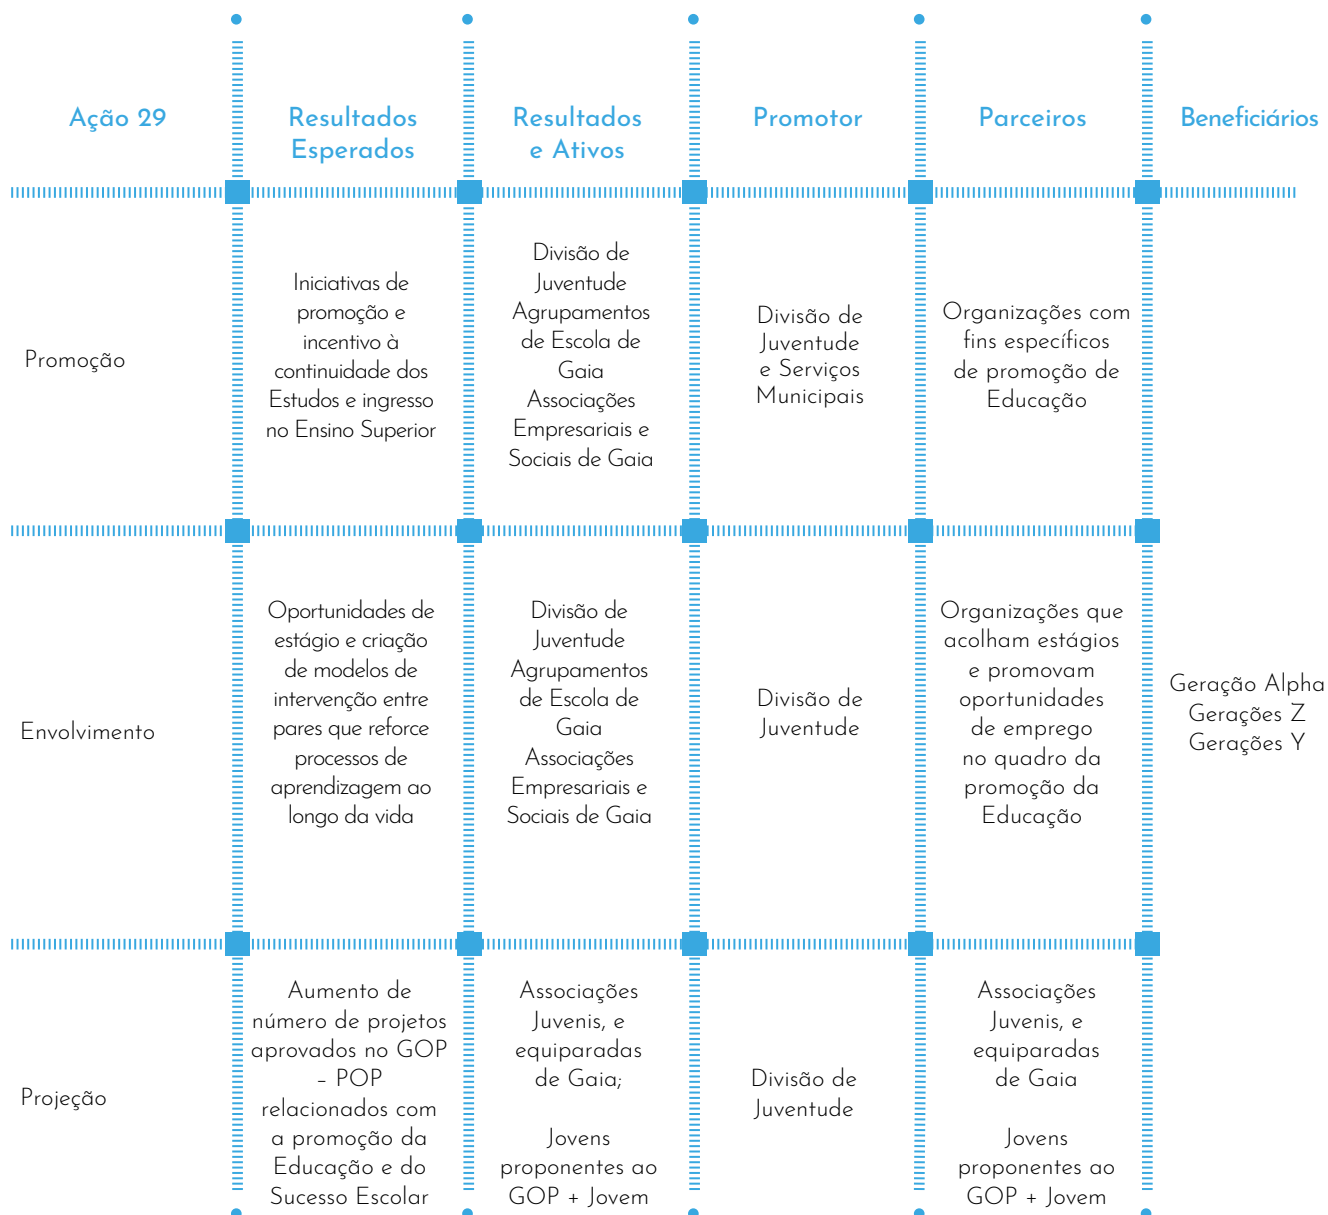 Ação 29
Resultados
Esperados
Resultados
e Ativos
Promotor
Parceiros
Beneficiários
Promoção
Iniciativas de
promoção e
incentivo à
continuidade dos
Estudos e ingresso
no Ensino Superior
Divisão de
Juventude
Agrupamentos
de Escola de
Gaia
Associações
Empresariais e
Sociais de Gaia
Divisão de
Juventude
e Serviços
Municipais
Organizações com
fins específicos
de promoção de
Educação
Envolvimento
Oportunidades de
estágio e criação
de modelos de
intervenção entre
pares que reforce
processos de
aprendizagem ao
longo da vida
Divisão de
Juventude
Agrupamentos
de Escola de
Gaia
Associações
Empresariais e
Sociais de Gaia
Divisão de
Juventude
Organizações que
acolham estágios
e promovam
oportunidades
de emprego
no quadro da
promoção da
Educação
Geração Alpha
Gerações Z
Gerações Y
Projeção
Aumento de
número de projetos
aprovados no GOP
– POP
relacionados com
a promoção da
Educação e do
Sucesso Escolar
Associações
Juvenis, e
equiparadas
de Gaia;
Jovens
proponentes ao
GOP + Jovem
Divisão de
Juventude
Associações
Juvenis, e
equiparadas
de Gaia
Jovens
proponentes ao
GOP + Jovem